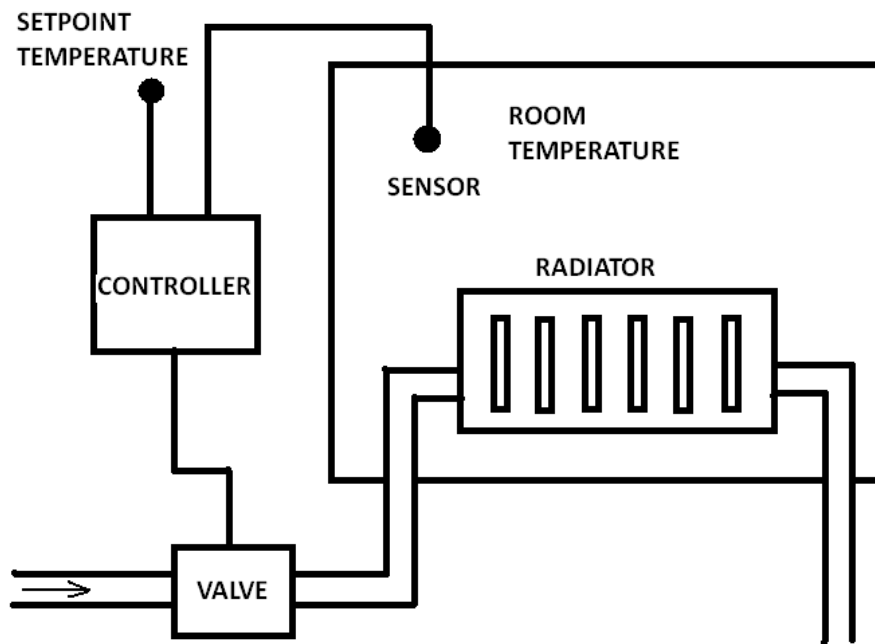 SETPOINT
TEMPERATURE
ROOM
TEMPERATURE
SENSOR
CONTROLLER
RADIATOR
VALVE